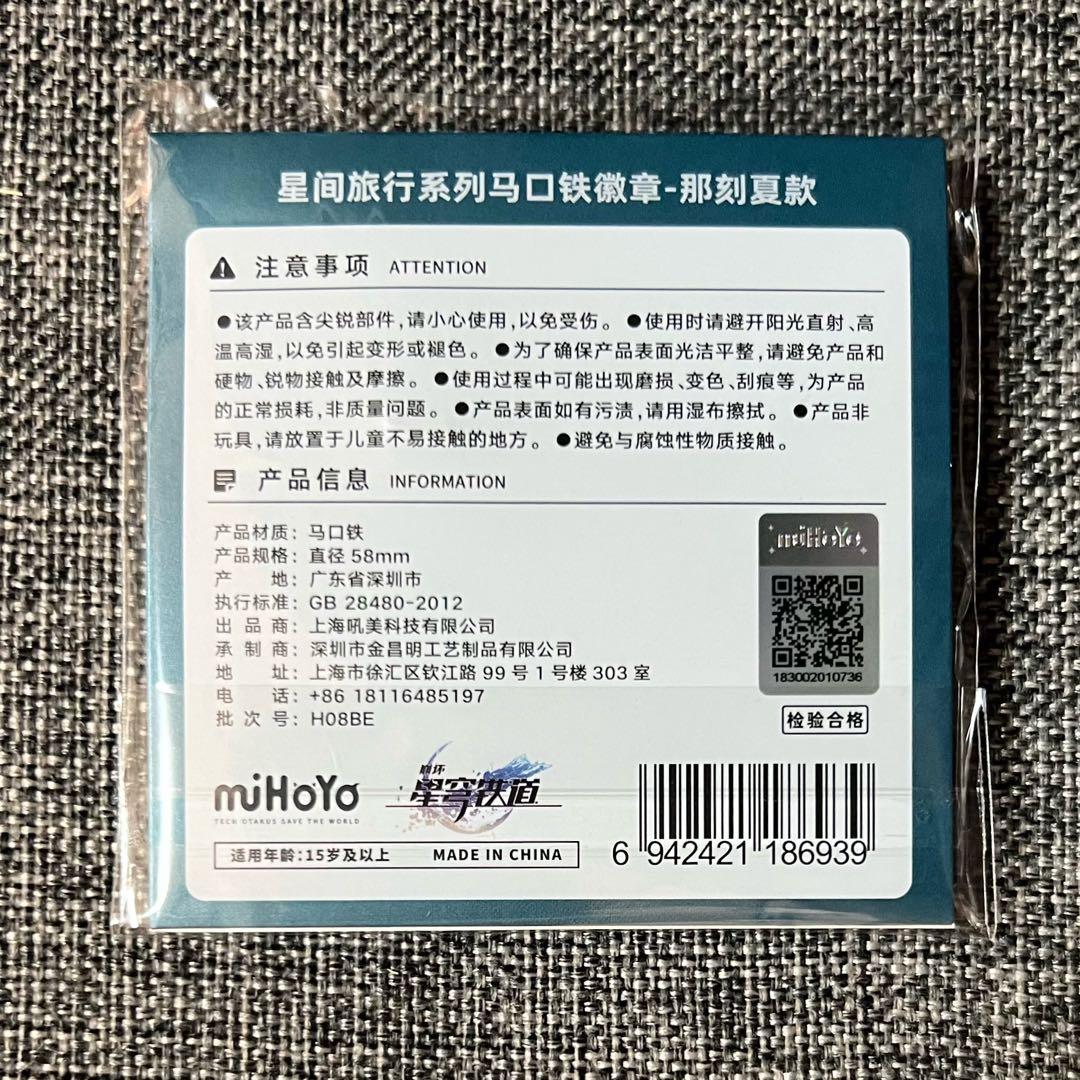 星间旅行系列马口铁徽章-那刻夏款
注意事项 ATTENTION
●该产品含尖锐部件,请小心使用,以免受伤。 ●使用时请避开阳光直射、高
温高湿,以免引起变形或褪色。 ●为了确保产品表面光洁平整,请避免产品和
硬物、锐物接触及摩擦。 ●使用过程中可能出现磨损、变色、刮痕等,为产品
的正常损耗,非质量问题。 ●产品表面如有污渍,请用湿布擦拭。 ●产品非
玩具,请放置于儿童不易接触的地方。 ●避免与腐蚀性物质接触。
产品信息 INFORMATION
产品材质: 马口铁
产品规格: 直径 58mm
产 地: 广东省深圳市
执行标准: GB 28480-2012
出 品 商: 上海吼美科技有限公司
承 制 商: 深圳市金昌明工艺制品有限公司
地 址: 上海市徐汇区钦江路 99 号 1 号楼 303 室
电 话: +86 18116485197
批 次 号: H08BE
miHoYo
183002010736
检验合格
miHoYo
TECH OTAKUS SAVE THE WORLD
崩坏
星穹铁道
适用年龄:15岁及以上 MADE IN CHINA
6 942421 186939